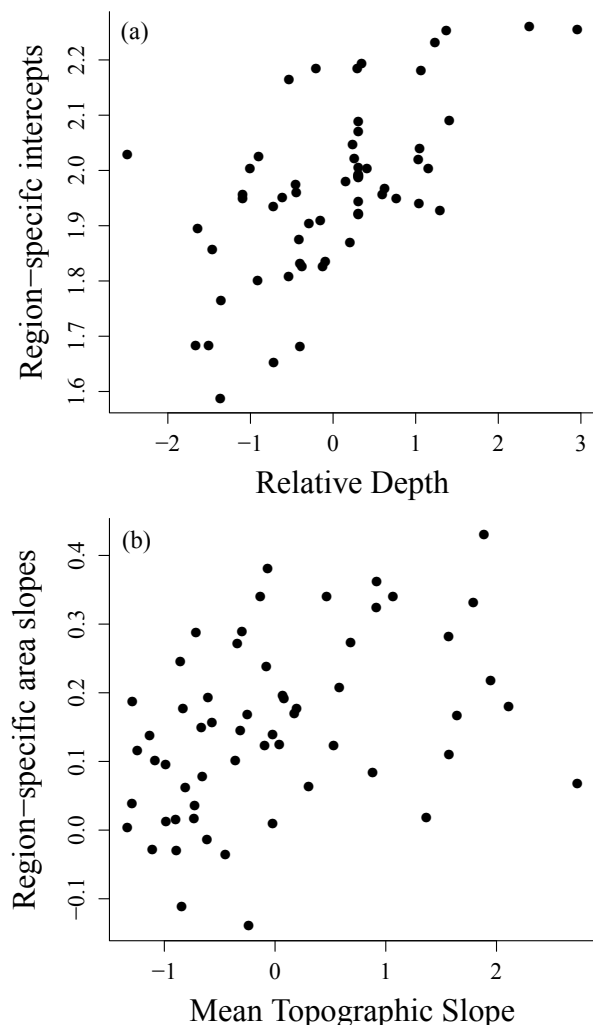 (a)
Region−specifc intercepts
2.2
2.1
2.0
1.9
1.8
1.7
1.6
−2 −1 0 1 2 3
Relative Depth
(b)
Region−specific area slopes
0.4
0.3
0.2
0.1
0.0
−0.1
−1 0 1 2
Mean Topographic Slope